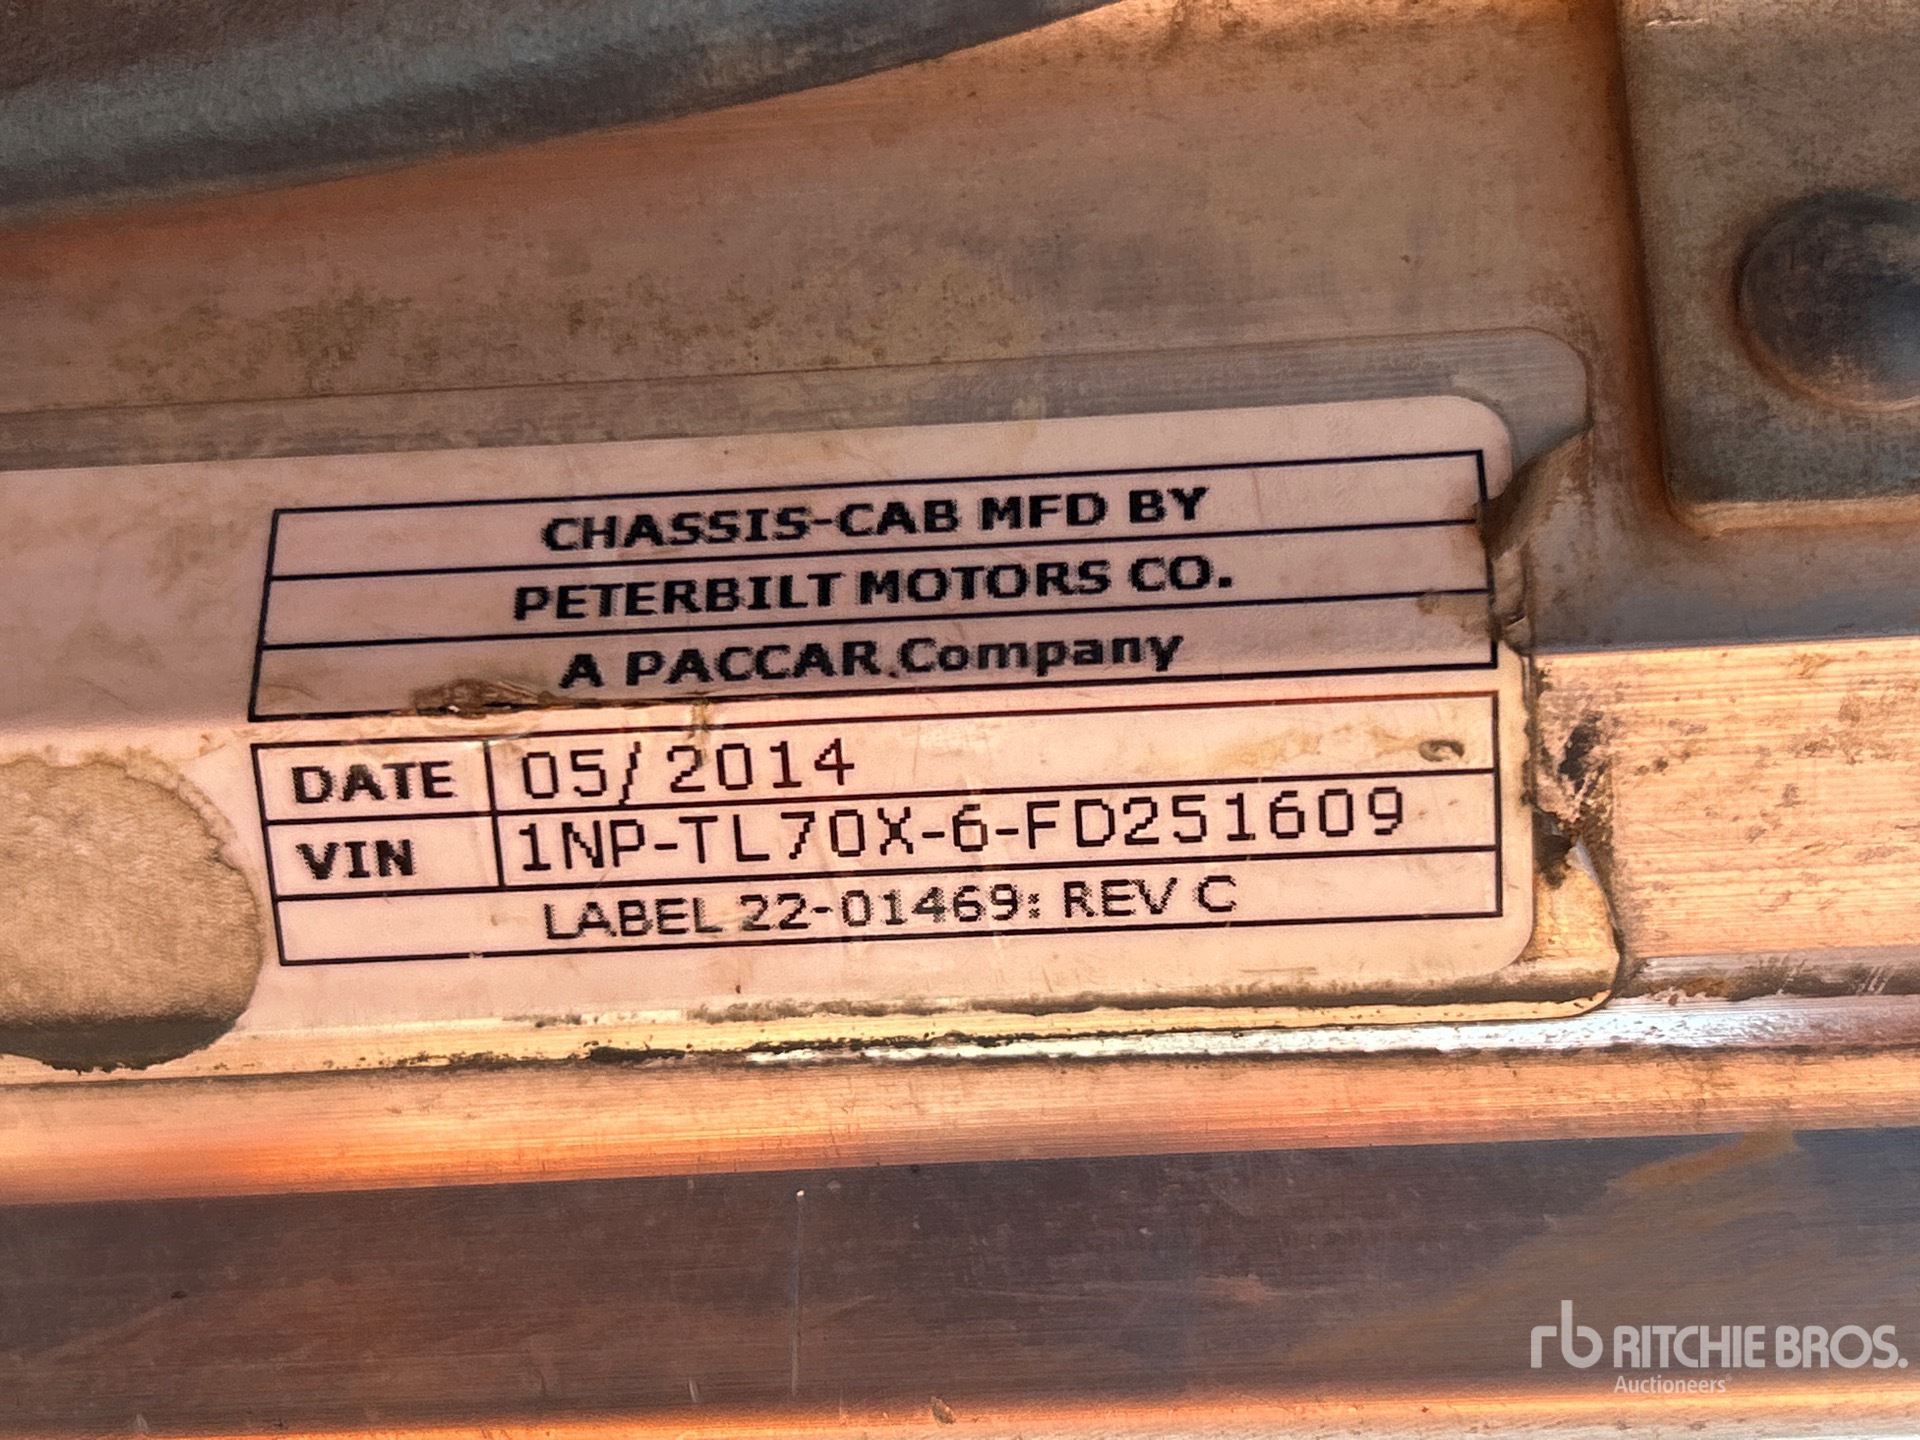 CHASSIS-CAB MFD BY
PETERBILT MOTORS CO.
A PACCAR Company
DATE 05/2014
VIN 1NP-TL70X-6-FD251609
LABEL 22-01469: REV C
rb RITCHIE BROS.
Auctioneers